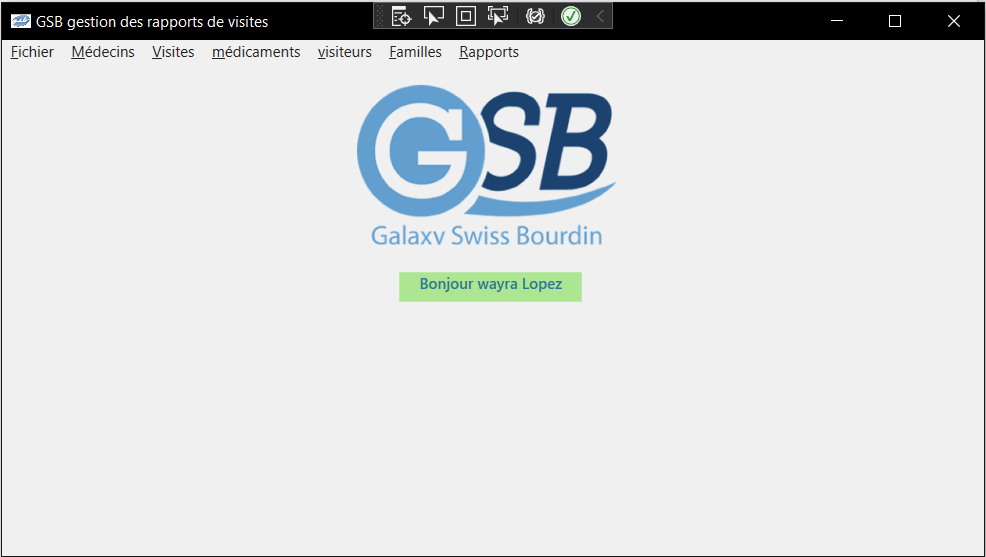 GSB gestion des rapports de visites
Fichier Médecins Visites médicaments visiteurs Familles Rapports
GSB
Galaxv Swiss Bourdin
Bonjour wayra Lopez